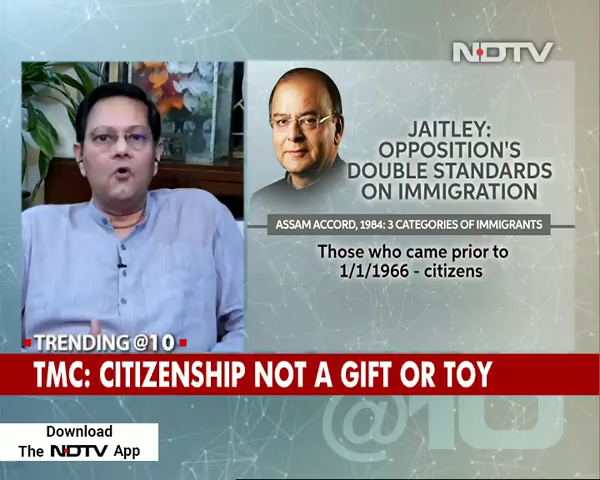 NDTV
JAITLEY:
OPPOSITION'S
DOUBLE STANDARDS
ON IMMIGRATION
ASSAM ACCORD, 1984: 3 CATEGORIES OF IMMIGRANTS
Those who came prior to
1/1/1966 - citizens
TRENDING@10
TMC: CITIZENSHIP NOT A GIFT OR TOY
@10
Download
The NDTV App